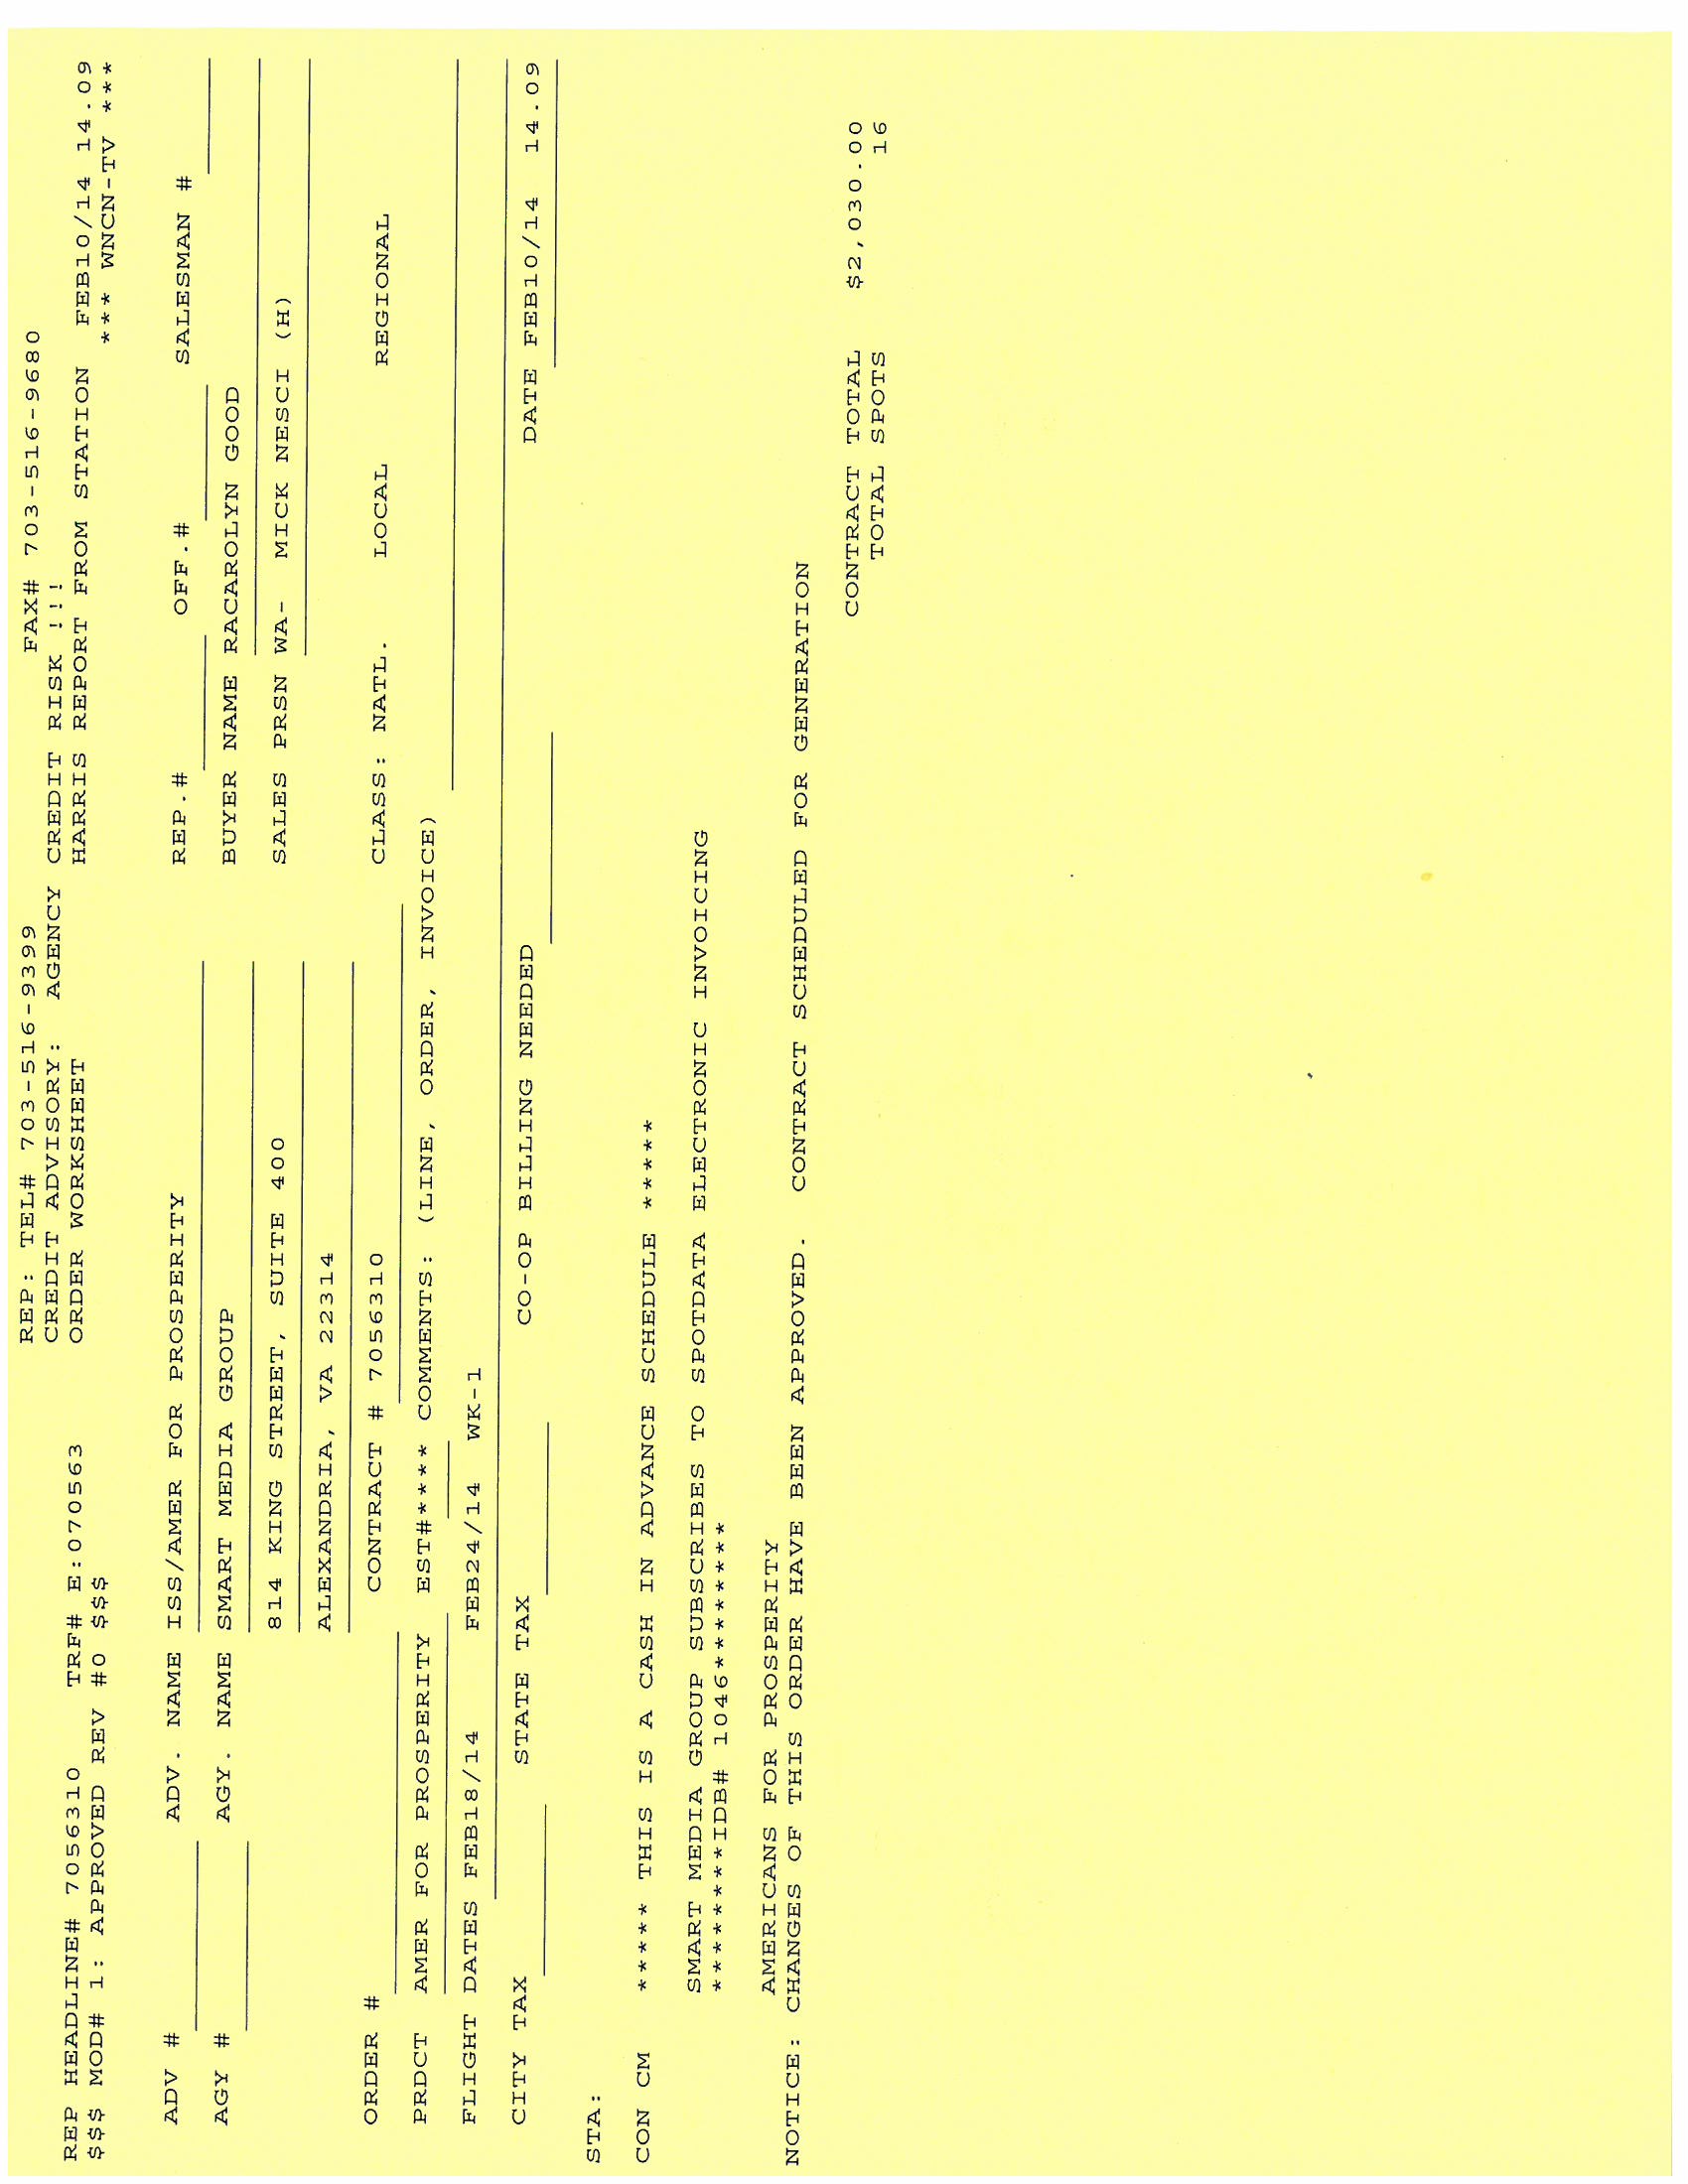 REP: TEL# 703-516-9399 FAX# 703-516-9680
CREDIT ADVISORY: AGENCY CREDIT RISK !!!
REP HEADLINE# 7056310 TRF# E:070563 ORDER WORKSHEET HARRIS REPORT FROM STATION FEB10/14 14.09
$$$ MOD# 1: APPROVED REV #0 $$$ *** WNCN-TV ***
ADV # ADV. NAME ISS/AMER FOR PROSPERITY REP.# OFF.# SALESMAN #
AGY # AGY. NAME SMART MEDIA GROUP BUYER NAME RACAROLYN GOOD
814 KING STREET, SUITE 400 SALES PRSN WA- MICK NESCI (H)
ALEXANDRIA, VA 22314
ORDER # CONTRACT # 7056310 CLASS: NATL. LOCAL REGIONAL
PRDCT AMER FOR PROSPERITY EST#**** COMMENTS: (LINE, ORDER, INVOICE)
FLIGHT DATES FEB18/14 FEB24/14 WK-1
CITY TAX STATE TAX CO-OP BILLING NEEDED DATE FEB10/14 14.09
STA:
CON CM ***** THIS IS A CASH IN ADVANCE SCHEDULE *****
SMART MEDIA GROUP SUBSCRIBES TO SPOTDATA ELECTRONIC INVOICING
*********IDB# 1046*********
AMERICANS FOR PROSPERITY
NOTICE: CHANGES OF THIS ORDER HAVE BEEN APPROVED. CONTRACT SCHEDULED FOR GENERATION
CONTRACT TOTAL $2,030.00
TOTAL SPOTS 16